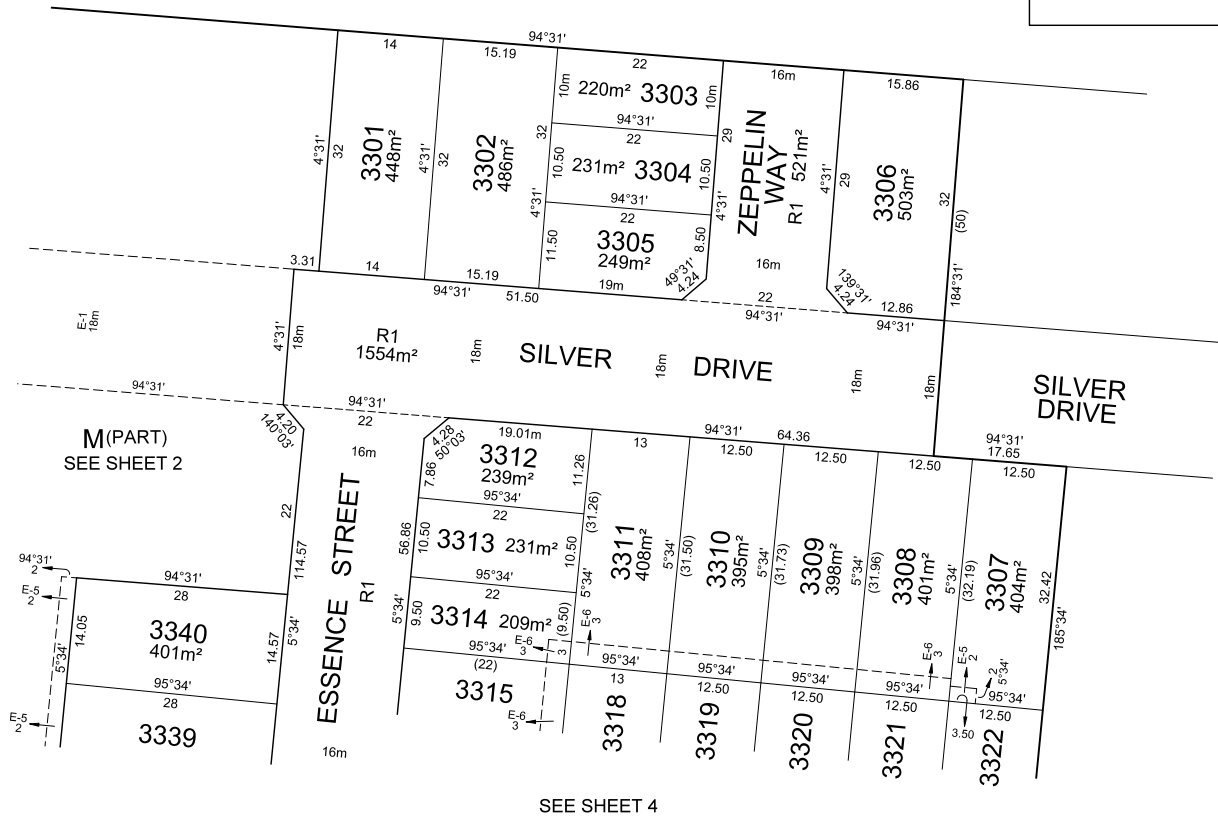 94°31'
14
15.19
22
16m
15.86
10m
220m² 3303
10m
94°31'
4°31'
32
3301
448m²
4°31'
32
3302
486m²
32
22
10.50
231m² 3304
10.50
29
ZEPPELIN
WAY
R1 521m²
4°31'
29
3306
503m²
32
(50)
94°31'
4°31'
22
4°31'
3305
249m²
11.50
8.50
49°31'
4.24
16m
139°31'
4.24
184°31'
3.31
14
15.19
19m
22
12.86
94°31'
51.50
94°31'
94°31'
E-1
18m
4°31'
18m
R1
1554m²
18m
SILVER DRIVE
18m
18m
18m
SILVER
DRIVE
94°31'
94°31'
22
4.20
140°03'
16m
M(PART)
SEE SHEET 2
4.28
50°03'
19.01m
3312
239m²
7.86
11.26
94°31'
64.36
94°31'
17.65
13
12.50
12.50
12.50
12.50
95°34'
22
22
114.57
ESSENCE STREET
R1
56.86
10.50
3313 231m²
10.50
(31.26)
3311
408m²
5°34'
(31.50)
3310
395m²
5°34'
(31.73)
3309
398m²
5°34'
(31.96)
3308
401m²
5°34'
(32.19)
3307
404m²
32.42
185°34'
94°31'
2
E-5
2
94°31'
28
95°34'
22
5°34'
5°34'
9.50
3314 209m²
(9.50)
E-6
3
E-6
3
14.05
5°34'
3340
401m²
14.57
5°34'
95°34'
(22)
3
95°34'
95°34'
95°34'
95°34'
E-6
3
E-5
2
2
5°34'
95°34'
95°34'
28
3315
13
12.50
12.50
12.50
12.50
E-5
2
3339
E-6
3
3318
3319
3320
3321
3.50
3322
16m
SEE SHEET 4